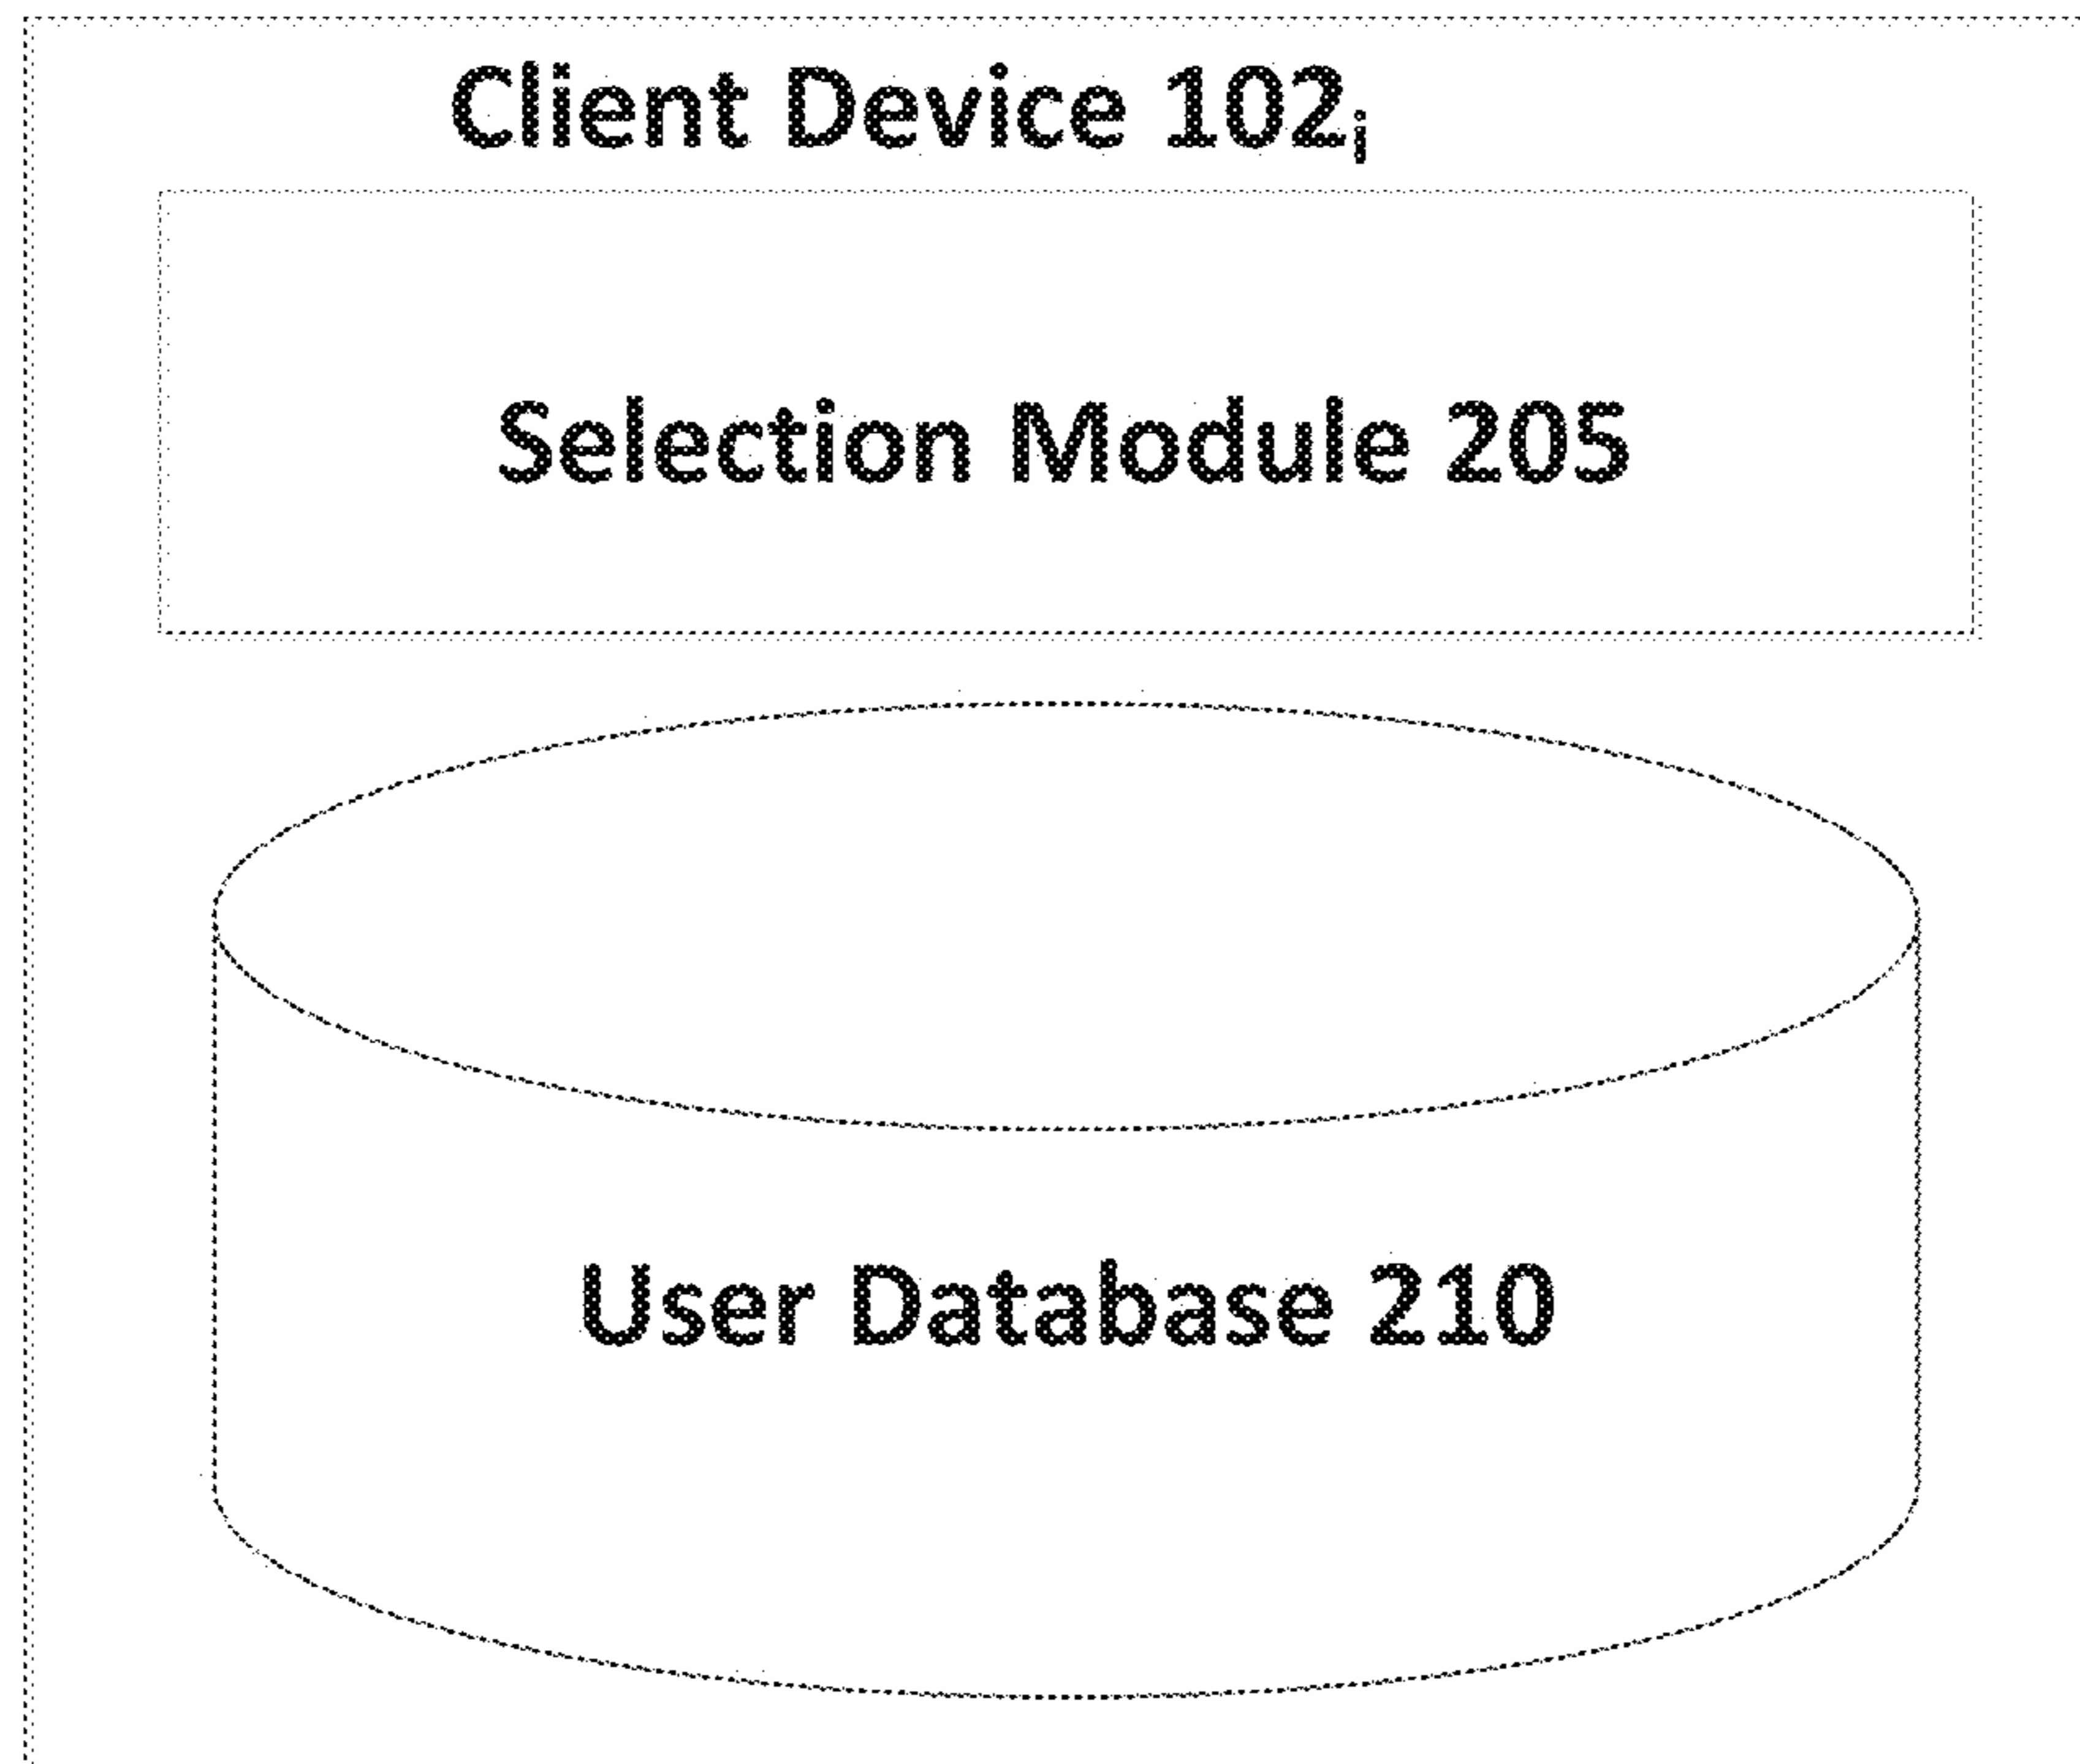 Client Device 102ᵢ
Selection Module 205
User Database 210